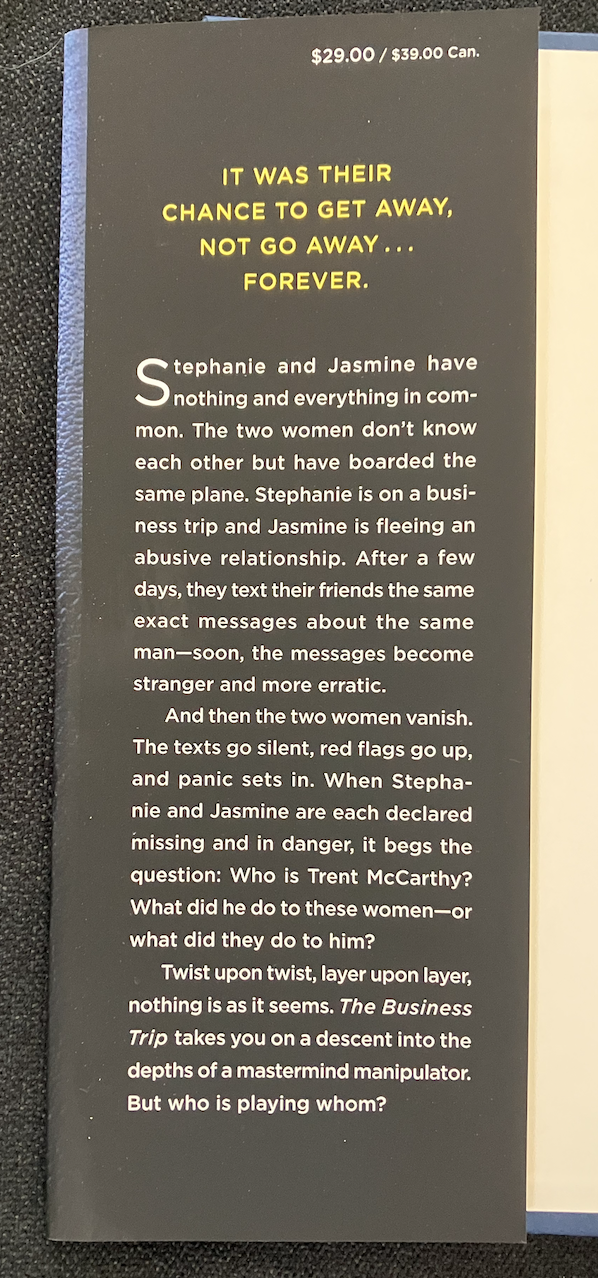 $29.00 / $39.00 Can.
IT WAS THEIR
CHANCE TO GET AWAY,
NOT GO AWAY...
FOREVER.
Stephanie and Jasmine have
nothing and everything in com-
mon. The two women don't know
each other but have boarded the
same plane. Stephanie is on a busi-
ness trip and Jasmine is fleeing an
abusive relationship. After a few
days, they text their friends the same
exact messages about the same
man—soon, the messages become
stranger and more erratic.
And then the two women vanish.
The texts go silent, red flags go up,
and panic sets in. When Stepha-
nie and Jasmine are each declared
missing and in danger, it begs the
question: Who is Trent McCarthy?
What did he do to these women—or
what did they do to him?
Twist upon twist, layer upon layer,
nothing is as it seems. The Business
Trip takes you on a descent into the
depths of a mastermind manipulator.
But who is playing whom?